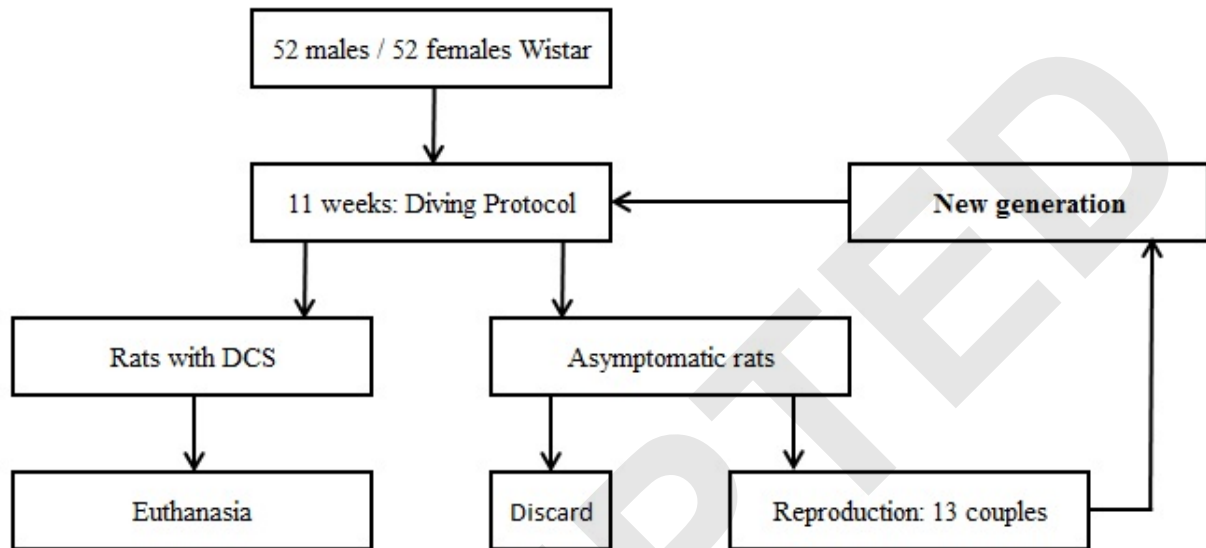 52 males / 52 females Wistar
11 weeks: Diving Protocol
New generation
Rats with DCS
Asymptomatic rats
Euthanasia
Discard
Reproduction: 13 couples
PTED